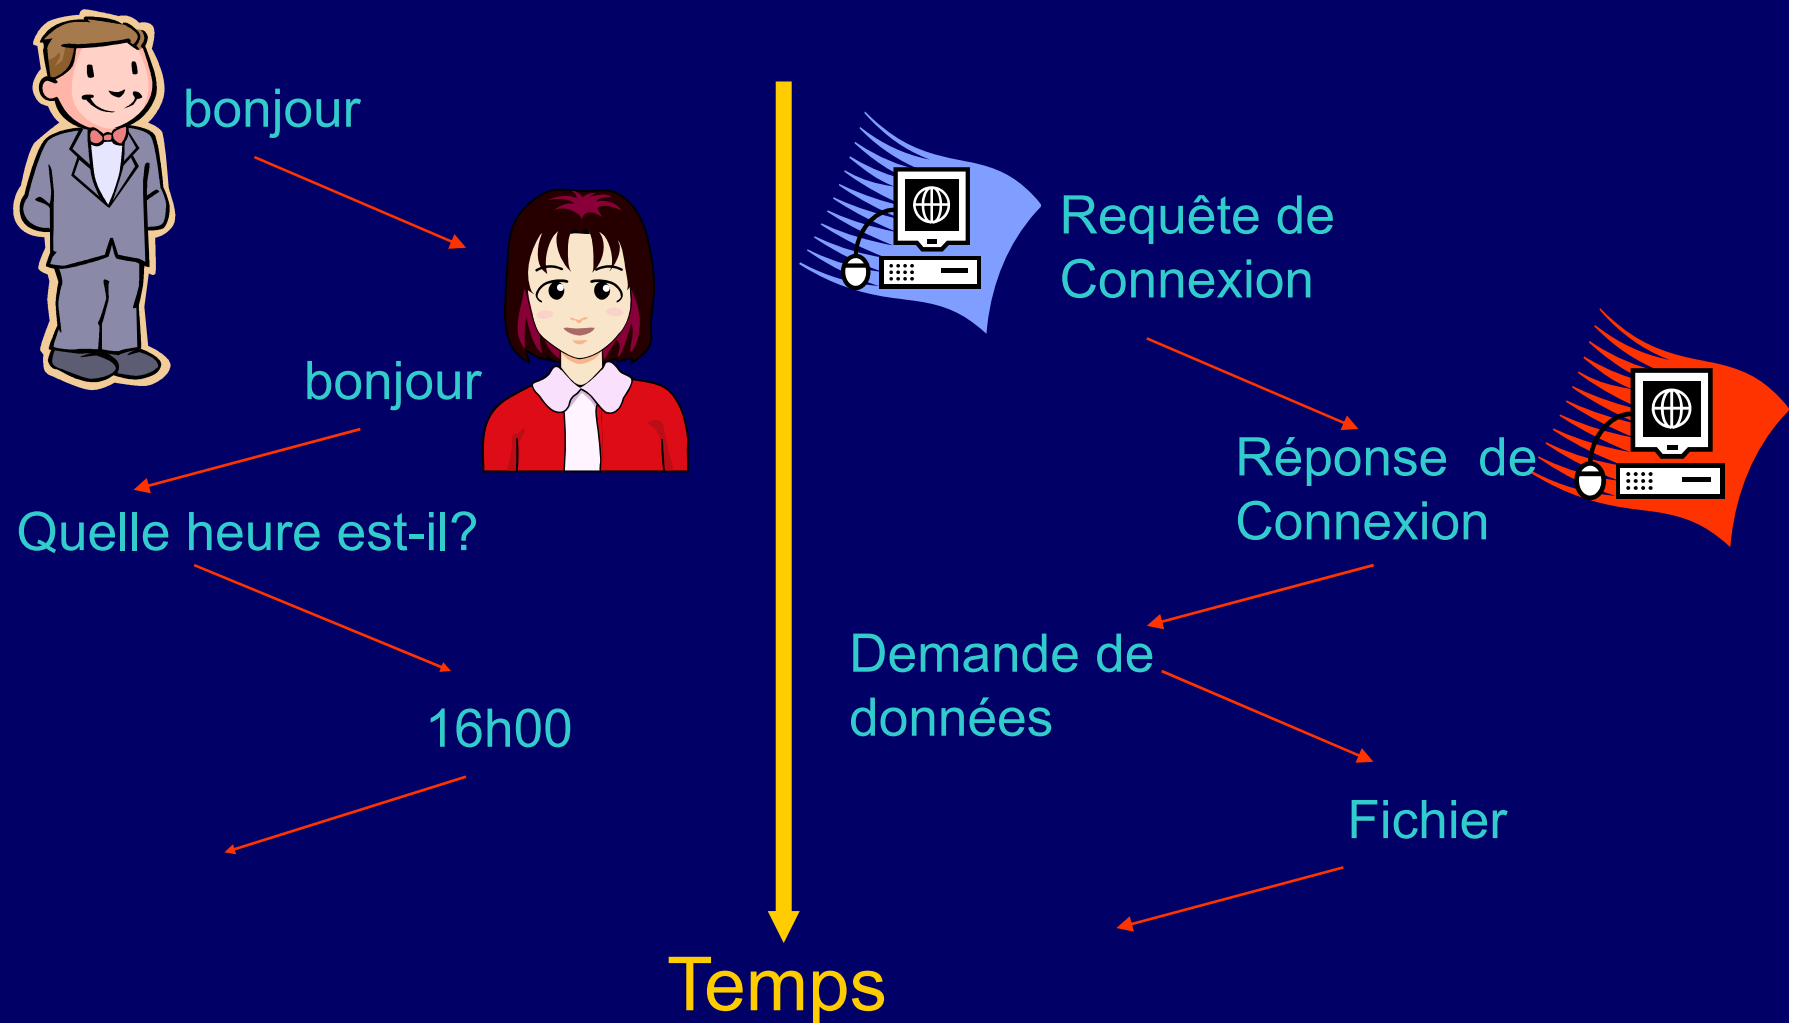 bonjour
bonjour
Quelle heure est-il?
16h00
Requête de
Connexion
Réponse de
Connexion
Demande de
données
Fichier
Temps